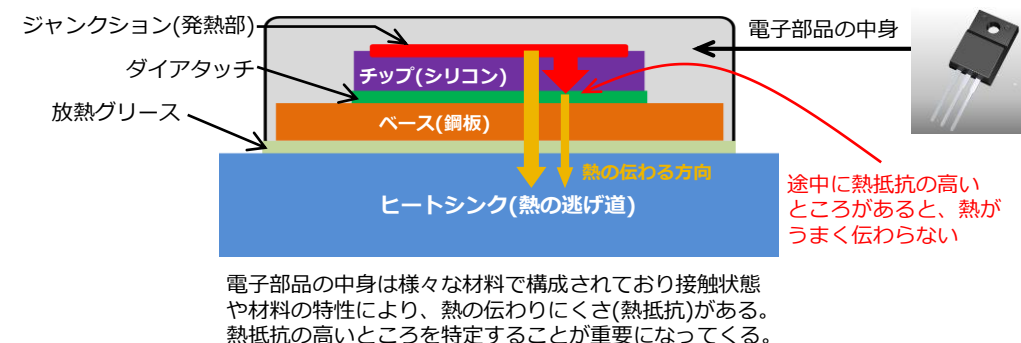 ジャンクション(発熱部)
電子部品の中身
ダイアタッチ
チップ(シリコン)
放熱グリース
ベース(鋼板)
熱の伝わる方向
ヒートシンク(熱の逃げ道)
途中に熱抵抗の高い
ところがあると、熱が
うまく伝わらない
電子部品の中身は様々な材料で構成されており接触状態
や材料の特性により、熱の伝わりにくさ(熱抵抗)がある。
熱抵抗の高いところを特定することが重要になってくる。